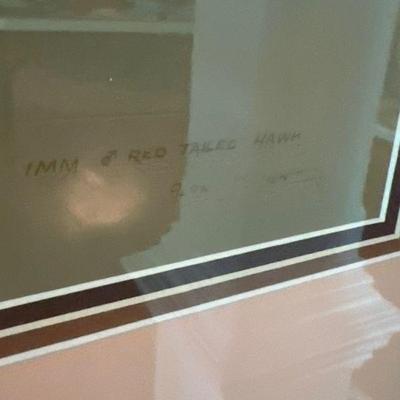 IMM ♂ RED TAILED HAWK